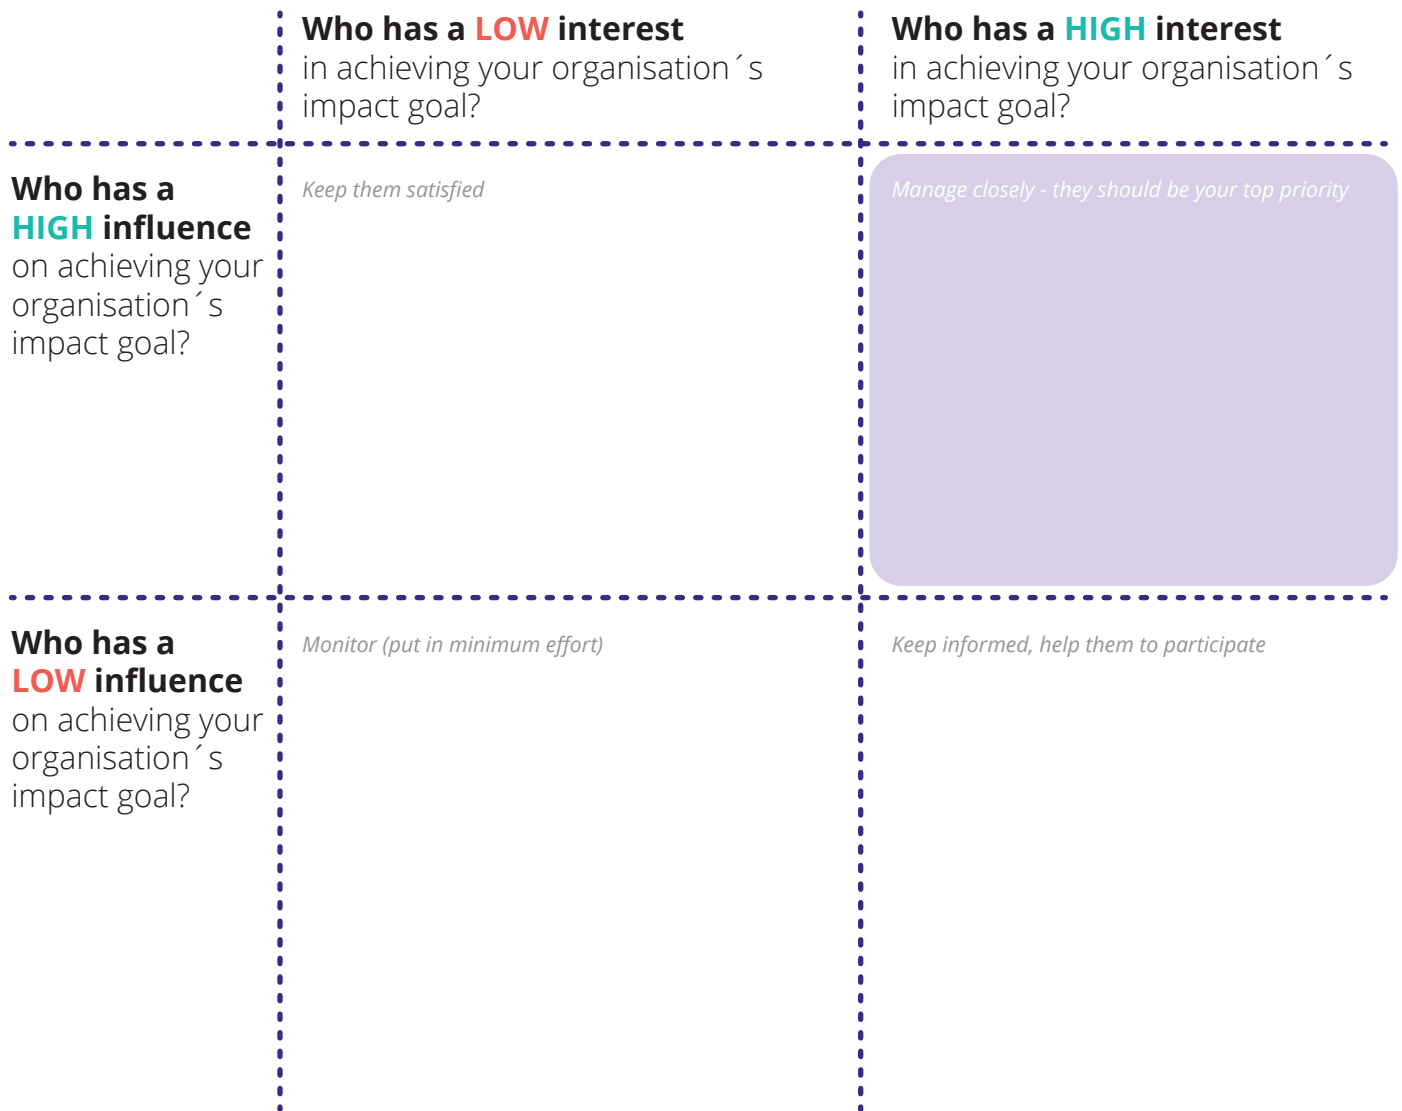 Who has a LOW interest
in achieving your organisation´s
impact goal?
Who has a HIGH interest
in achieving your organisation´s
impact goal?
Who has a
HIGH influence
on achieving your
organisation´s
impact goal?
Keep them satisfied
Manage closely - they should be your top priority
Who has a
LOW influence
on achieving your
organisation´s
impact goal?
Monitor (put in minimum effort)
Keep informed, help them to participate